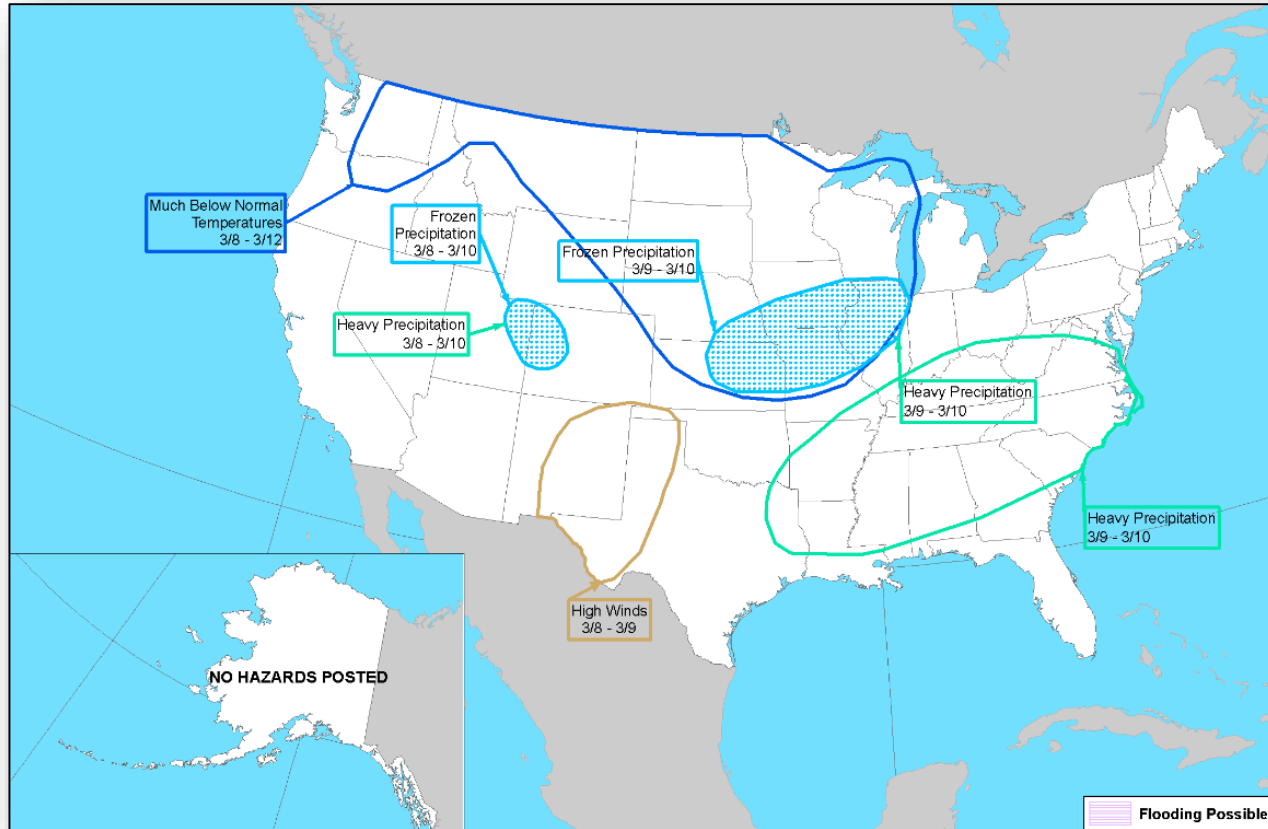 Much Below Normal
Temperatures
3/8 - 3/12
Frozen
Precipitation
3/8 - 3/10
Frozen Precipitation
3/9 - 3/10
Heavy Precipitation
3/8 - 3/10
Heavy Precipitation
3/9 - 3/10
Heavy Precipitation
3/9 - 3/10
High Winds
3/8 - 3/9
NO HAZARDS POSTED
Flooding Possible